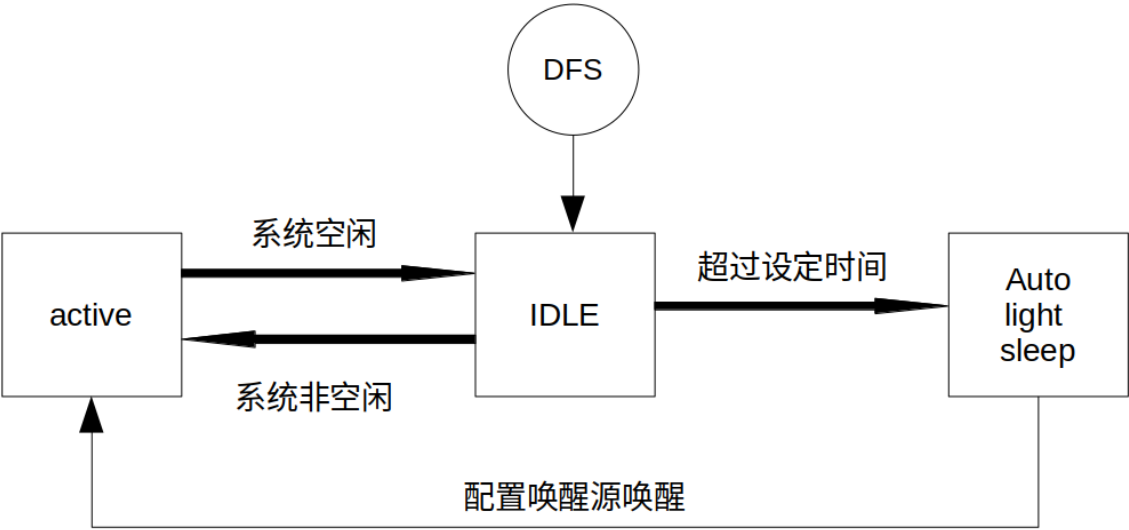 DFS
系统空闲
超过设定时间
active
IDLE
Auto
light
sleep
系统非空闲
配置唤醒源唤醒